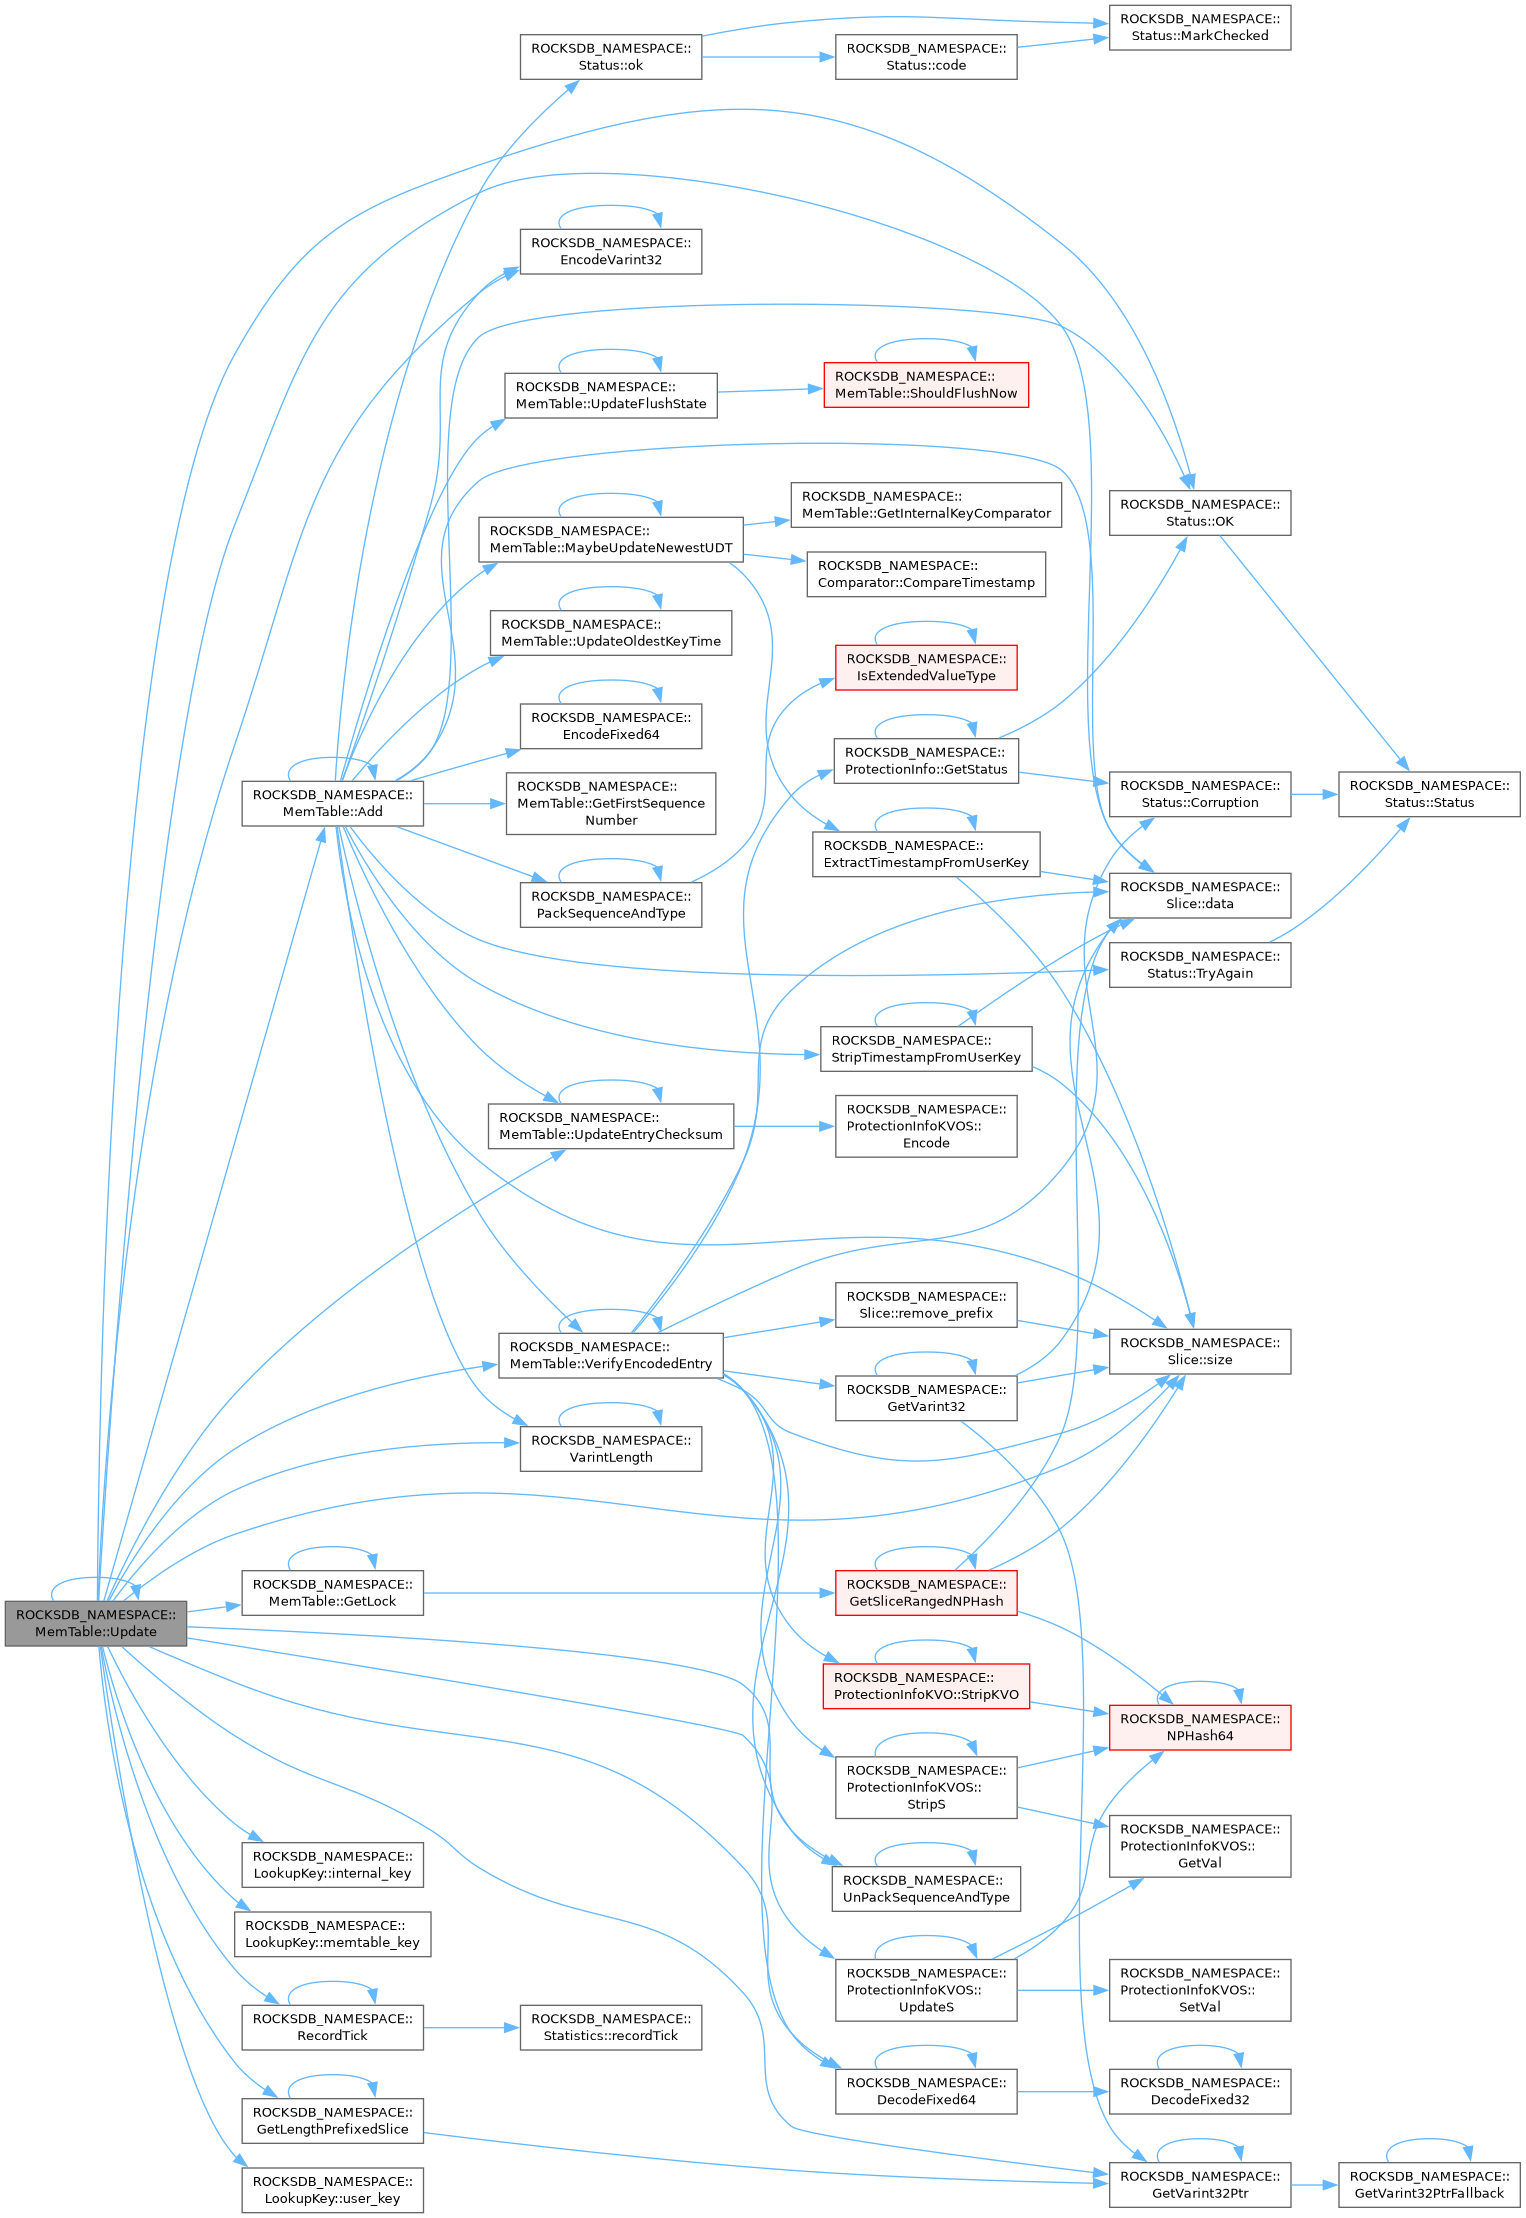 ROCKSDB_NAMESPACE::
Status::MarkChecked
ROCKSDB_NAMESPACE::
Status::ok
ROCKSDB_NAMESPACE::
Status::code
ROCKSDB_NAMESPACE::
EncodeVarint32
ROCKSDB_NAMESPACE::
MemTable::ShouldFlushNow
ROCKSDB_NAMESPACE::
MemTable::UpdateFlushState
ROCKSDB_NAMESPACE::
MemTable::GetInternalKeyComparator
ROCKSDB_NAMESPACE::
Status::OK
ROCKSDB_NAMESPACE::
MemTable::MaybeUpdateNewestUDT
ROCKSDB_NAMESPACE::
Comparator::CompareTimestamp
ROCKSDB_NAMESPACE::
MemTable::UpdateOldestKeyTime
ROCKSDB_NAMESPACE::
IsExtendedValueType
ROCKSDB_NAMESPACE::
EncodeFixed64
ROCKSDB_NAMESPACE::
ProtectionInfo::GetStatus
ROCKSDB_NAMESPACE::
MemTable::Add
ROCKSDB_NAMESPACE::
MemTable::GetFirstSequence
Number
ROCKSDB_NAMESPACE::
Status::Corruption
ROCKSDB_NAMESPACE::
Status::Status
ROCKSDB_NAMESPACE::
ExtractTimestampFromUserKey
ROCKSDB_NAMESPACE::
PackSequenceAndType
ROCKSDB_NAMESPACE::
Slice::data
ROCKSDB_NAMESPACE::
Status::TryAgain
ROCKSDB_NAMESPACE::
StripTimestampFromUserKey
ROCKSDB_NAMESPACE::
MemTable::UpdateEntryChecksum
ROCKSDB_NAMESPACE::
ProtectionInfoKVOS::
Encode
ROCKSDB_NAMESPACE::
Slice::remove_prefix
ROCKSDB_NAMESPACE::
MemTable::VerifyEncodedEntry
ROCKSDB_NAMESPACE::
Slice::size
ROCKSDB_NAMESPACE::
GetVarint32
ROCKSDB_NAMESPACE::
VarintLength
ROCKSDB_NAMESPACE::
MemTable::GetLock
ROCKSDB_NAMESPACE::
GetSliceRangedNPHash
ROCKSDB_NAMESPACE::
MemTable::Update
ROCKSDB_NAMESPACE::
ProtectionInfoKVO::StripKVO
ROCKSDB_NAMESPACE::
NPHash64
ROCKSDB_NAMESPACE::
ProtectionInfoKVOS::
StripS
ROCKSDB_NAMESPACE::
ProtectionInfoKVOS::
GetVal
ROCKSDB_NAMESPACE::
LookupKey::internal_key
ROCKSDB_NAMESPACE::
UnPackSequenceAndType
ROCKSDB_NAMESPACE::
LookupKey::memtable_key
ROCKSDB_NAMESPACE::
ProtectionInfoKVOS::
UpdateS
ROCKSDB_NAMESPACE::
ProtectionInfoKVOS::
SetVal
ROCKSDB_NAMESPACE::
RecordTick
ROCKSDB_NAMESPACE::
Statistics::recordTick
ROCKSDB_NAMESPACE::
DecodeFixed64
ROCKSDB_NAMESPACE::
DecodeFixed32
ROCKSDB_NAMESPACE::
GetLengthPrefixedSlice
ROCKSDB_NAMESPACE::
LookupKey::user_key
ROCKSDB_NAMESPACE::
GetVarint32Ptr
ROCKSDB_NAMESPACE::
GetVarint32PtrFallback